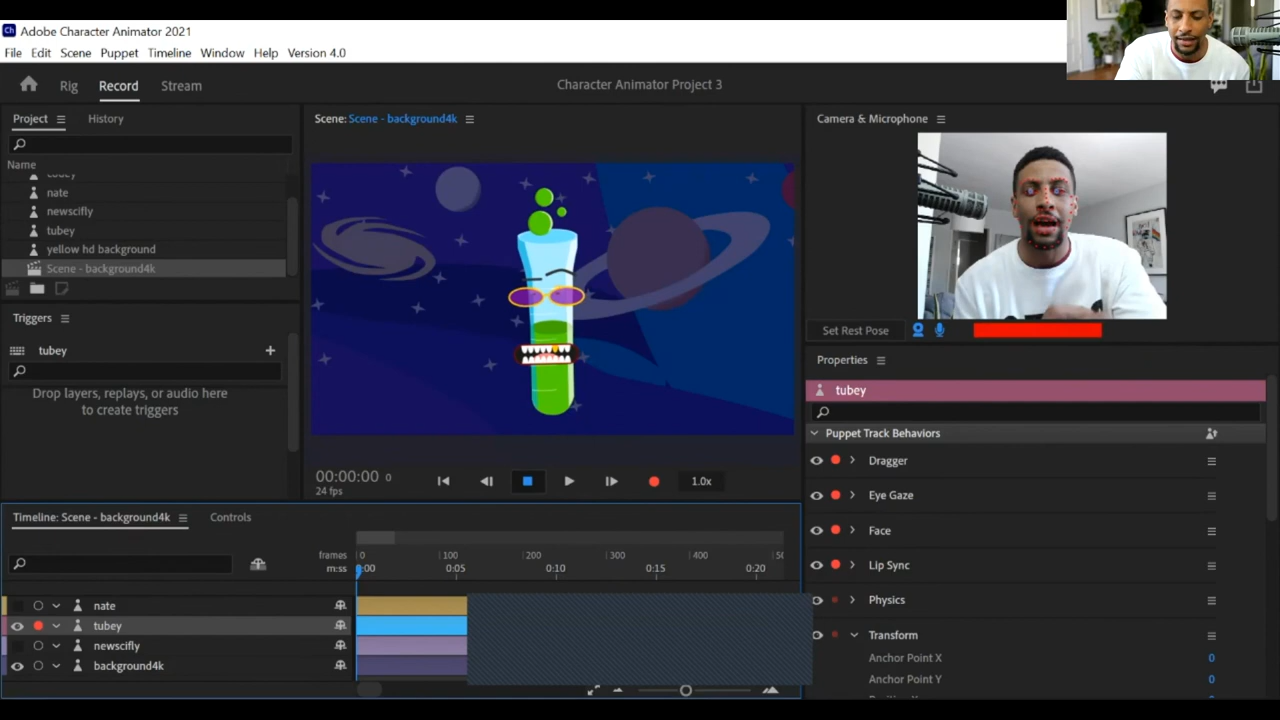 Ch Adobe Character Animator 2021
File Edit Scene Puppet Timeline Window Help Version 4.0
Rig Record Stream Character Animator Project 3
Project History
Name
nate
newscifly
tubey
yellow hd background
Scene - background4k
Triggers
tubey
Drop layers, replays, or audio here
to create triggers
Scene: Scene - background4k
00:00:00 0
24 fps
1.0x
Camera & Microphone
Set Rest Pose
Properties
tubey
Puppet Track Behaviors
Dragger
Eye Gaze
Face
Lip Sync
Physics
Transform
Anchor Point X 0
Anchor Point Y 0
Timeline: Scene - background4k Controls
frames 0 100 200 300 400
m:ss 0:00 0:05 0:10 0:15 0:20
nate
tubey
newscifly
background4k